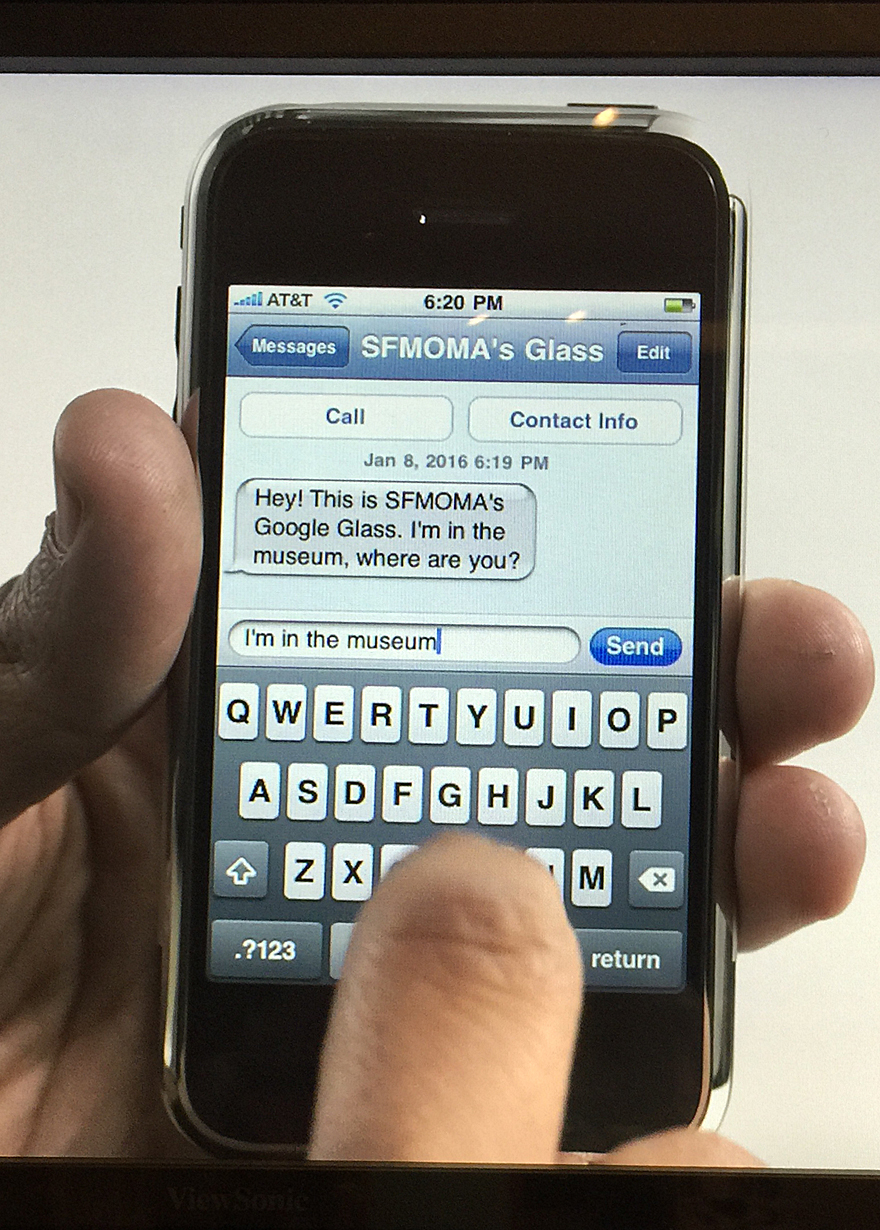 AT&T 6:20 PM
Messages SFMOMA's Glass Edit
Call Contact Info
Jan 8, 2016 6:19 PM
Hey! This is SFMOMA's
Google Glass. I'm in the
museum, where are you?
I'm in the museum Send
Q W E R T Y U I O P
A S D F G H J K L
Z X M
.?123 return
ViewSonic